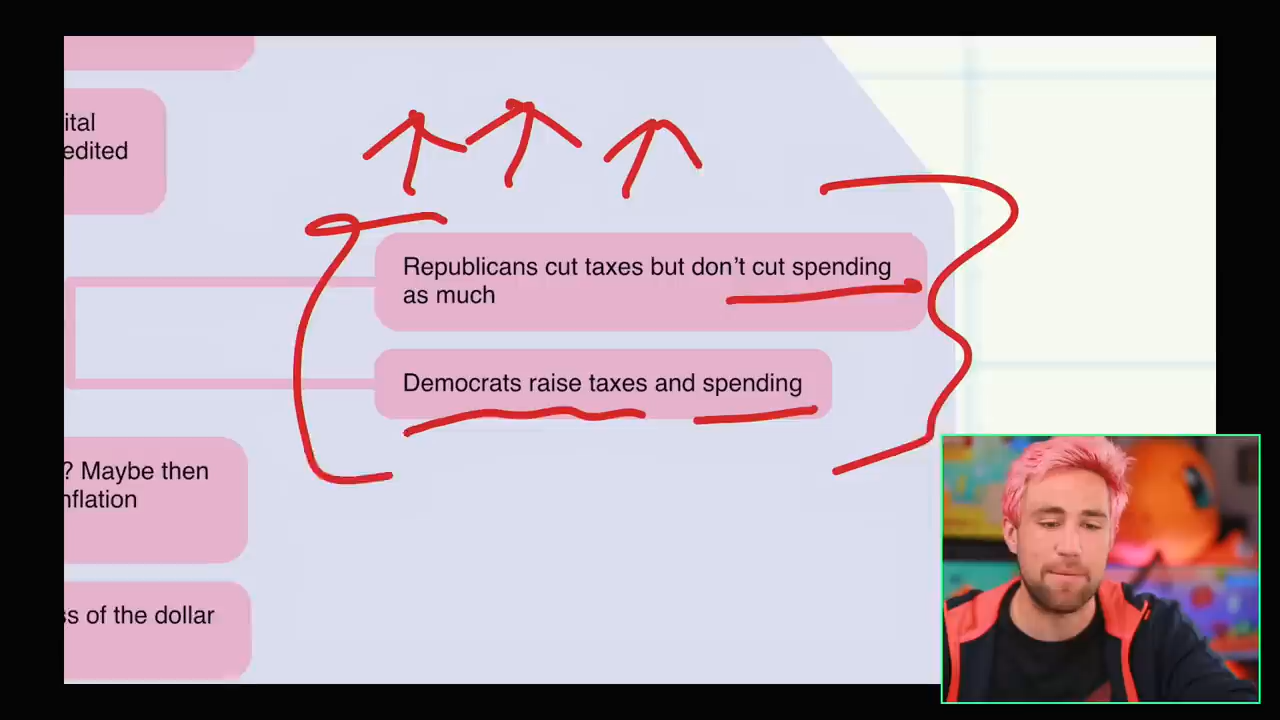 ital
edited
Republicans cut taxes but don't cut spending
as much
Democrats raise taxes and spending
? Maybe then
nflation
ss of the dollar